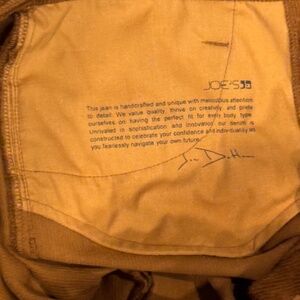 JOE'S
This jean is handcrafted and unique with meticulous attention
to detail. We value quality, thrive on creativity and pride
ourselves on having the perfect fit for every body type.
Unrivaled in sophistication and innovation our denim is
constructed to celebrate your confidence and individuality as
you fearlessly navigate your own future.